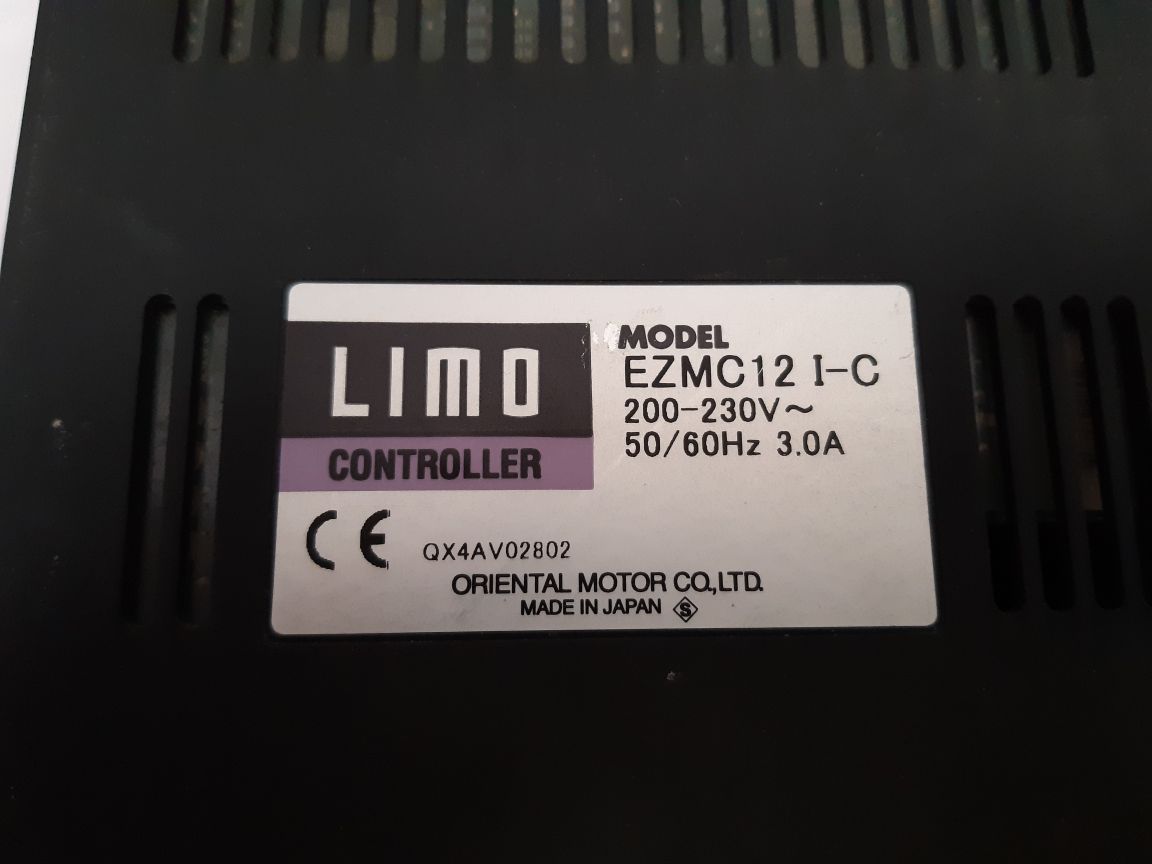 LIMO
CONTROLLER
MODEL
EZMC12 I-C
200-230V~
50/60Hz 3.0A
CE
QX4AV02802
ORIENTAL MOTOR CO.,LTD.
MADE IN JAPAN S